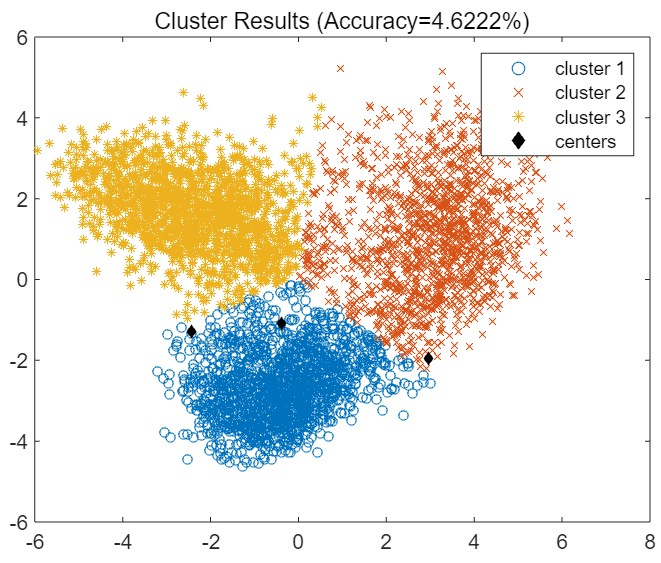 Cluster Results (Accuracy=4.6222%)
6
4
2
0
-2
-4
-6
cluster 1
cluster 2
cluster 3
centers
-6 -4 -2 0 2 4 6 8